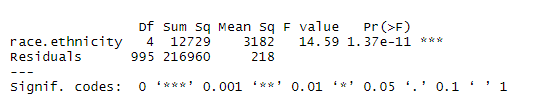 Df Sum Sq Mean Sq F value Pr(>F)
race.ethnicity 4 12729 3182 14.59 1.37e-11 ***
Residuals 995 216960 218
---
Signif. codes: 0 ‘***’ 0.001 ‘**’ 0.01 ‘*’ 0.05 ‘.’ 0.1 ‘ ’ 1